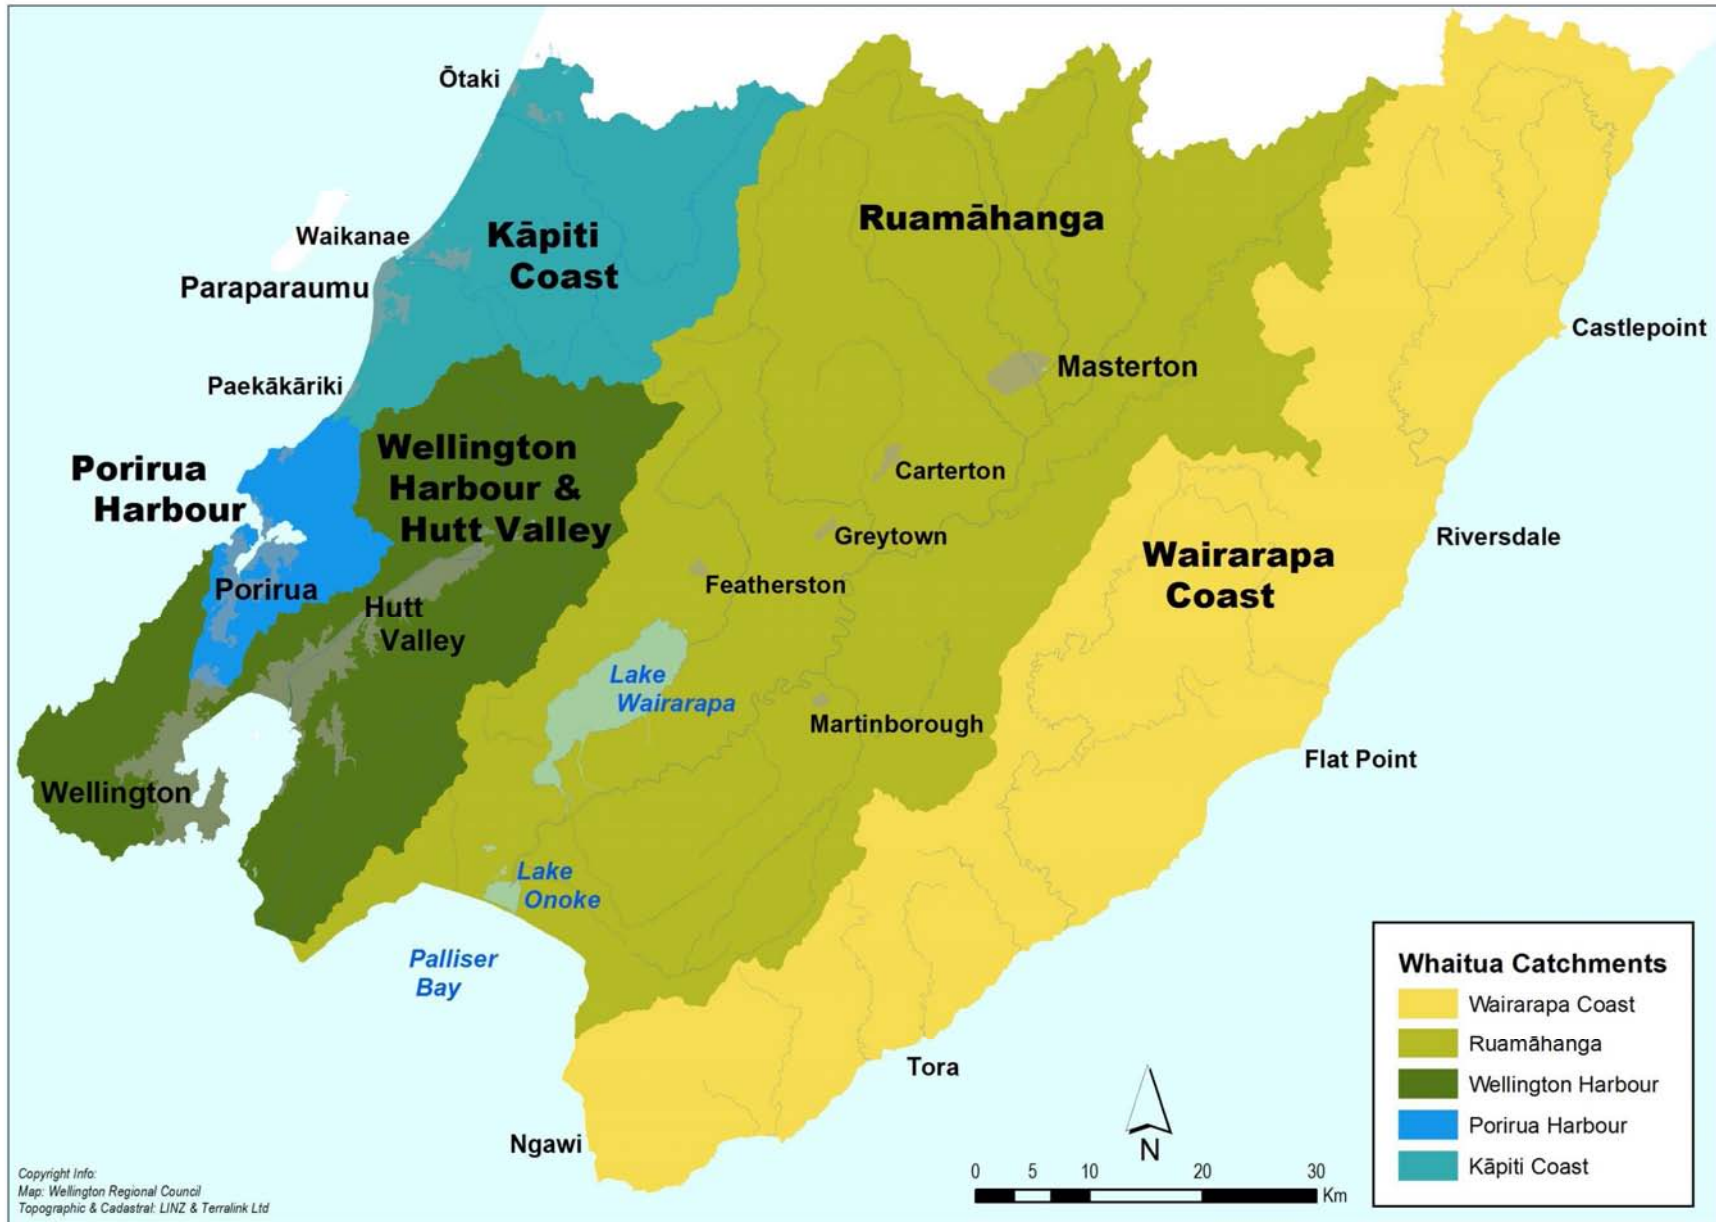 Ōtaki
Waikanae
Paraparaumu
Paekākāriki
Kāpiti
Coast
Ruamāhanga
Castlepoint
Masterton
Porirua
Harbour
Wellington
Harbour &
Hutt Valley
Carterton
Greytown
Riversdale
Wairarapa
Coast
Featherston
Porirua
Hutt
Valley
Lake
Wairarapa
Martinborough
Flat Point
Wellington
Lake
Onoke
Palliser
Bay
Tora
Ngawi
N
0 5 10 20 30
Km
Whaitua Catchments
Wairarapa Coast
Ruamāhanga
Wellington Harbour
Porirua Harbour
Kāpiti Coast
Copyright Info:
Map: Wellington Regional Council
Topographic & Cadastral: LINZ & Terralink Ltd